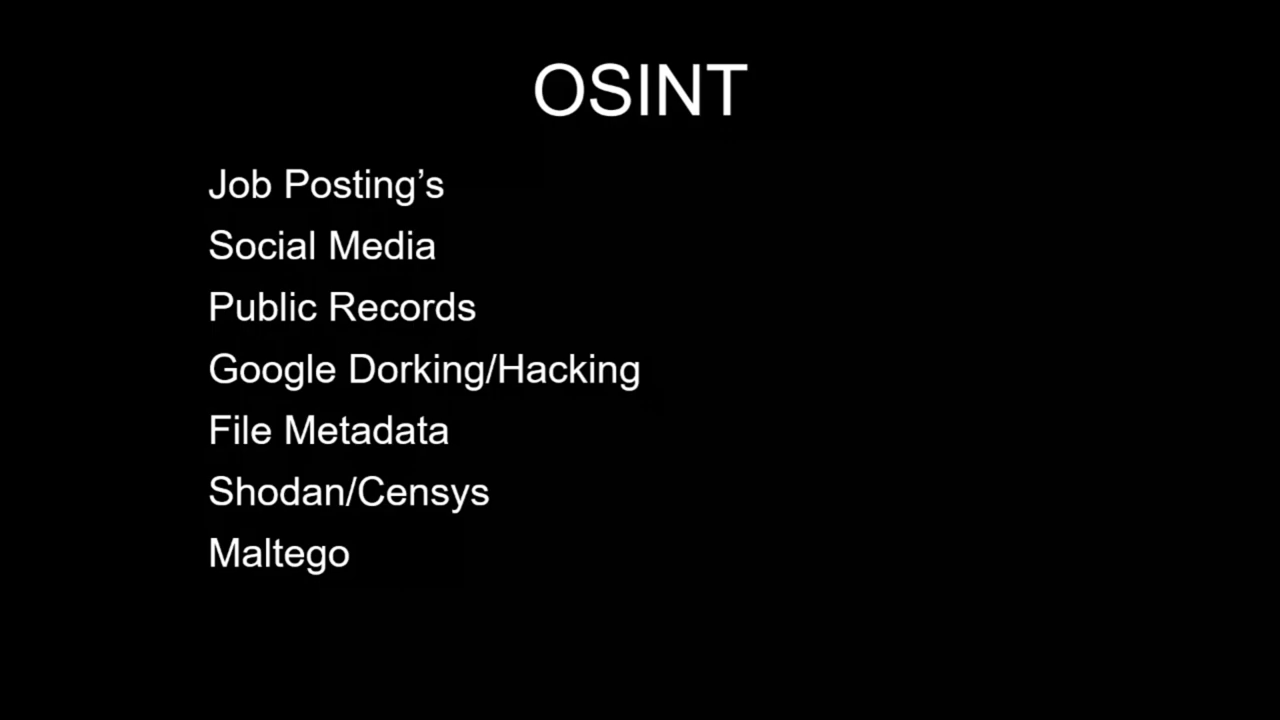 OSINT
Job Posting’s
Social Media
Public Records
Google Dorking/Hacking
File Metadata
Shodan/Censys
Maltego